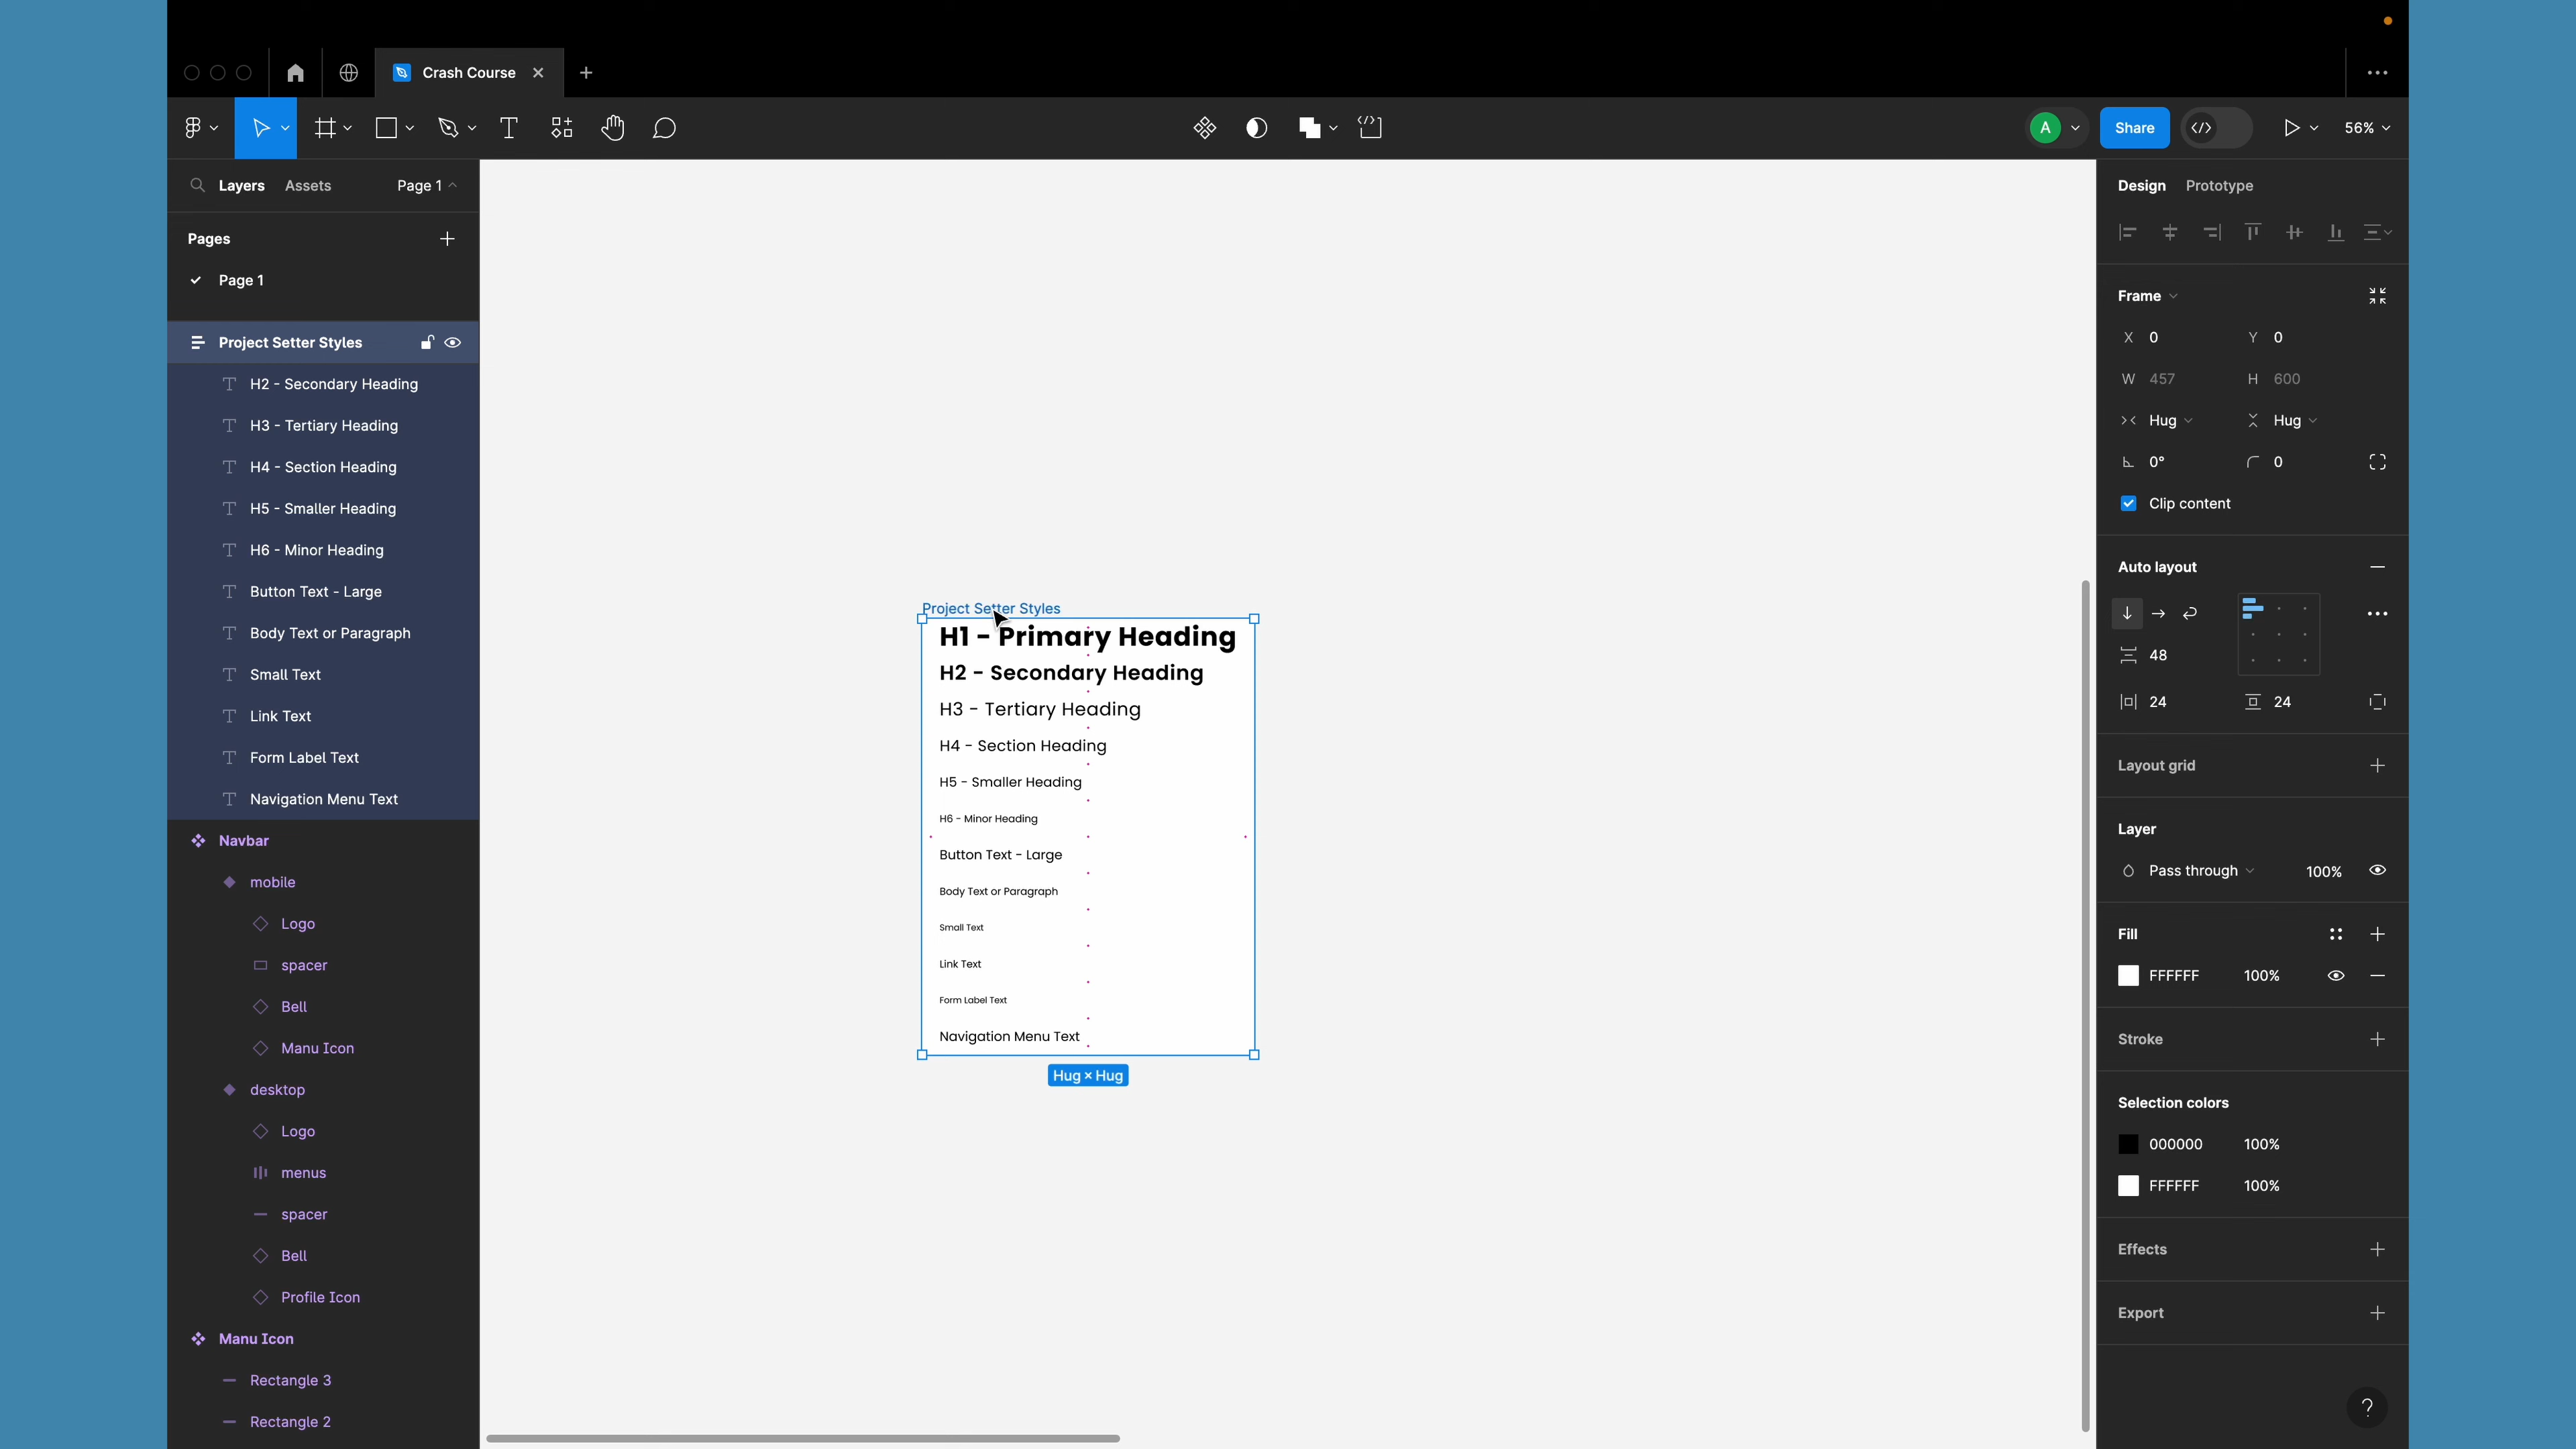 Crash Course
A
Share
56%
Layers
Assets
Page 1
Pages
Page 1
Project Setter Styles
H2 - Secondary Heading
H3 - Tertiary Heading
H4 - Section Heading
H5 - Smaller Heading
H6 - Minor Heading
Button Text - Large
Body Text or Paragraph
Small Text
Link Text
Form Label Text
Navigation Menu Text
Navbar
mobile
Logo
spacer
Bell
Manu Icon
desktop
Logo
menus
spacer
Bell
Profile Icon
Manu Icon
Rectangle 3
Rectangle 2
Project Setter Styles
H1 - Primary Heading
H2 - Secondary Heading
H3 - Tertiary Heading
H4 - Section Heading
H5 - Smaller Heading
H6 - Minor Heading
Button Text - Large
Body Text or Paragraph
Small Text
Link Text
Form Label Text
Navigation Menu Text
Hug × Hug
Design
Prototype
Frame
X 0
Y 0
W 457
H 600
Hug
Hug
0°
0
Clip content
Auto layout
48
24
24
Layout grid
Layer
Pass through
100%
Fill
FFFFFF
100%
Stroke
Selection colors
000000
100%
FFFFFF
100%
Effects
Export
?